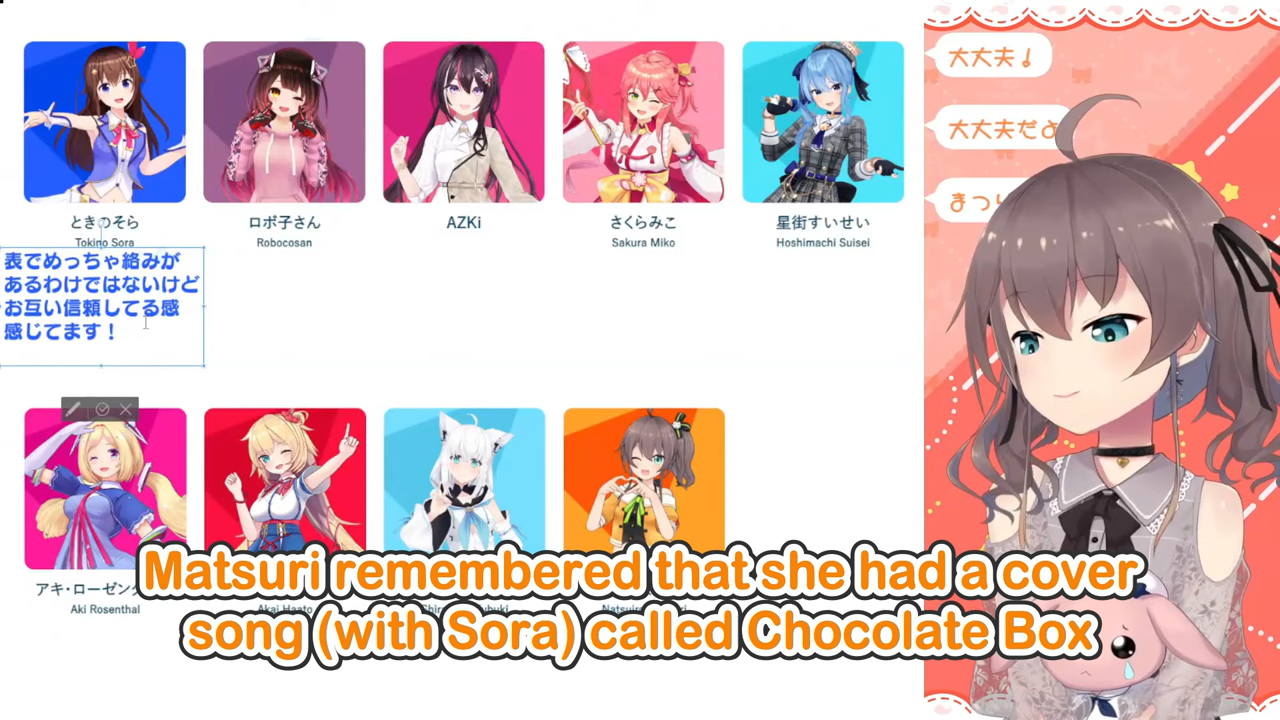 大丈夫♩
大丈夫だよ
まつ
ときのそら
Tokino Sora
ロボ子さん
Robocosan
AZKi
さくらみこ
Sakura Miko
星街すいせい
Hoshimachi Suisei
表でめっちゃ絡みが
あるわけではないけど
お互い信頼してる感
感じてます！
アキ・ローゼン
Aki Rosenthal
Akai Haato
Matsuri remembered that she had a cover
song (with Sora) called Chocolate Box